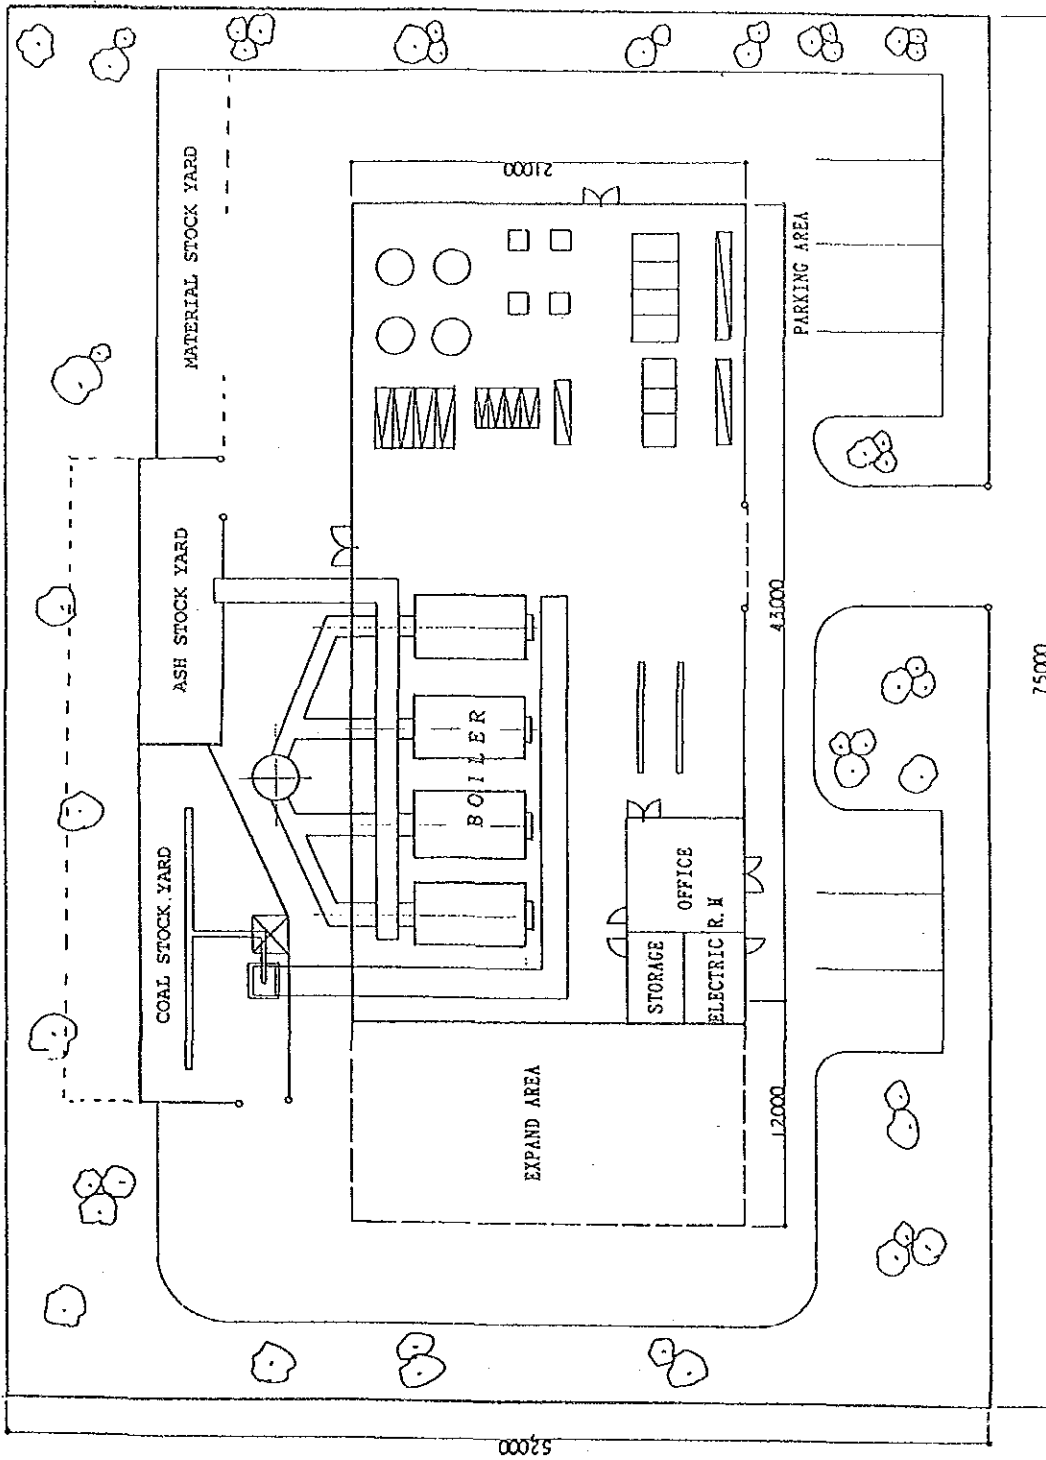 MATERIAL STOCK YARD
ASH STOCK YARD
COAL STOCK YARD
21000
PARKING AREA
BOILER
43000
75000
OFFICE
STORAGE
ELECTRIC R.M
EXPAND AREA
12000
52000